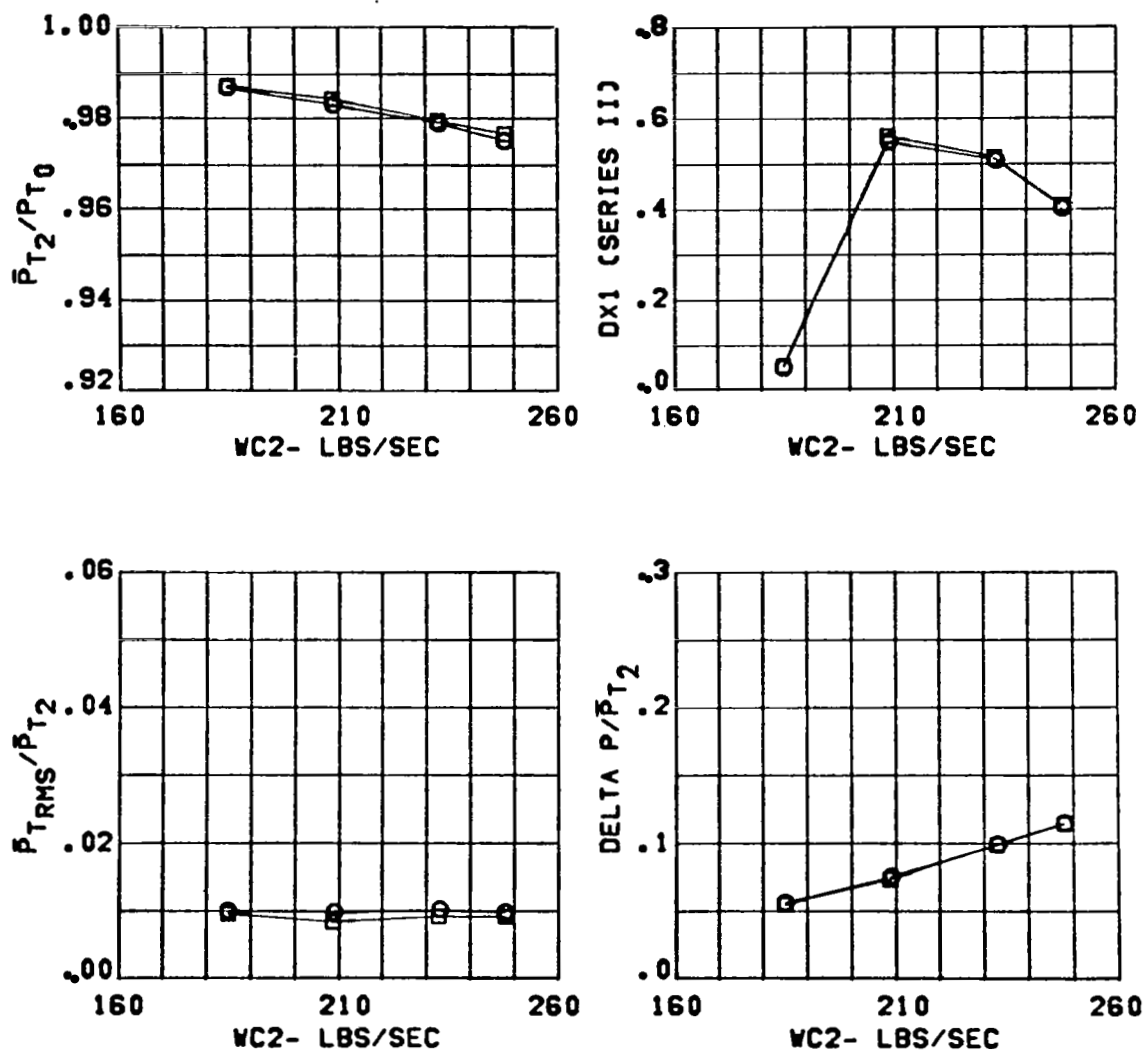 1.00
.98
.96
.94
.92
P̄T2/PT0
160 210 260
WC2- LBS/SEC
.8
.6
.4
.2
.0
DX1 (SERIES II)
160 210 260
WC2- LBS/SEC
.06
.04
.02
.00
P̄TRMS/P̄T2
160 210 260
WC2- LBS/SEC
.3
.2
.1
.0
DELTA P/P̄T2
160 210 260
WC2- LBS/SEC